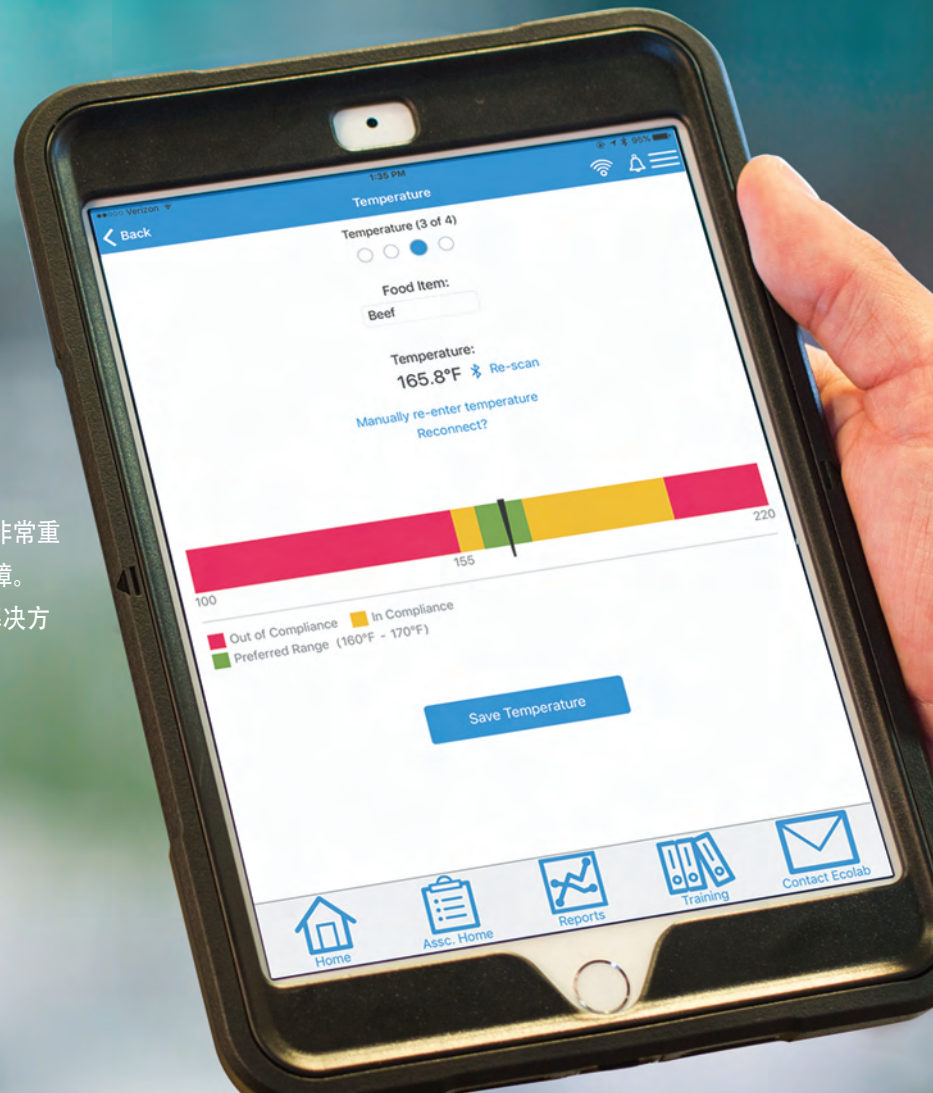 Verizon
1:35 PM
95%
Back
Temperature
Temperature (3 of 4)
Food Item:
Beef
Temperature:
165.8°F Re-scan
Manually re-enter temperature
Reconnect?
100
155
220
Out of Compliance In Compliance
Preferred Range (160°F - 170°F)
Save Temperature
Home
Assc. Home
Reports
Training
Contact Ecolab
非常重
障。
决方